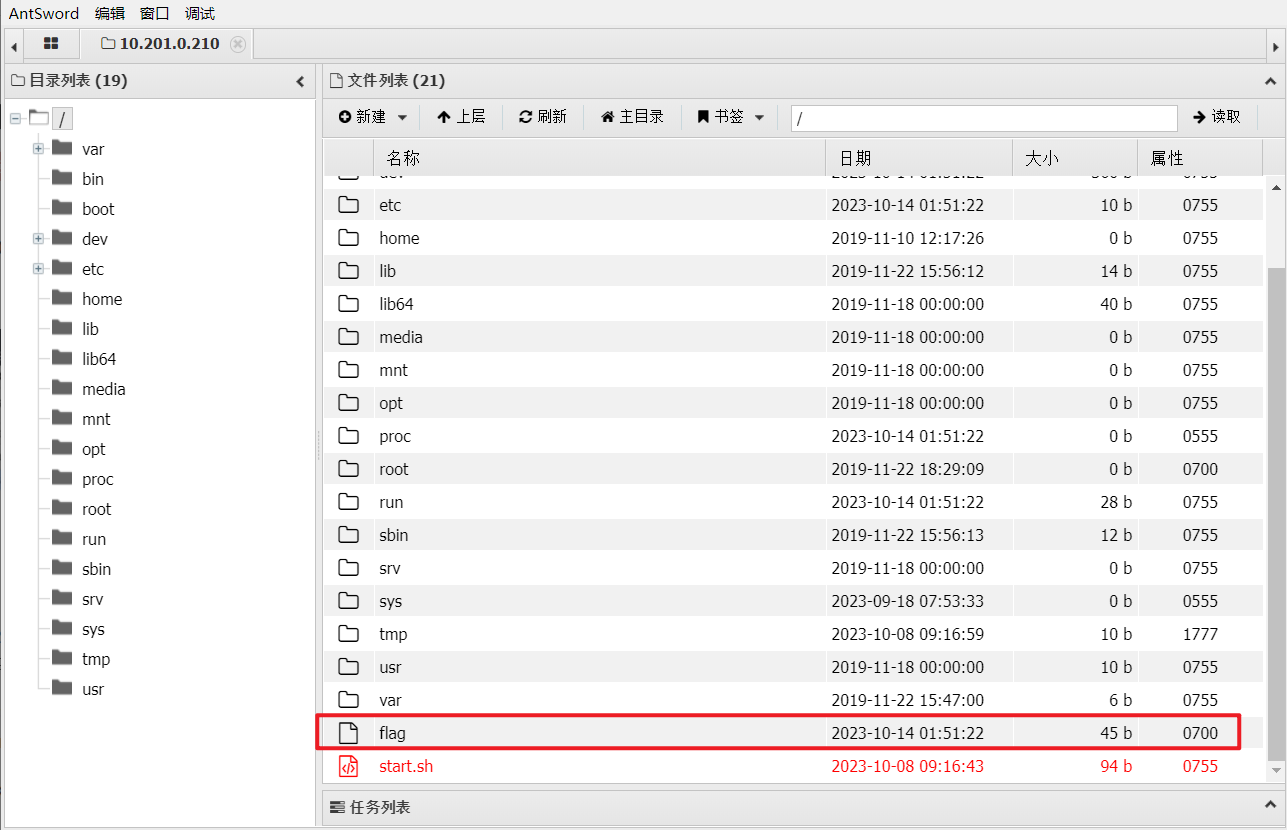 AntSword 编辑 窗口 调试
10.201.0.210
目录列表 (19)
/
var
bin
boot
dev
etc
home
lib
lib64
media
mnt
opt
proc
root
run
sbin
srv
sys
tmp
usr
文件列表 (21)
新建 上层 刷新 主目录 书签 / 读取
名称 日期 大小 属性
etc 2023-10-14 01:51:22 10 b 0755
home 2019-11-10 12:17:26 0 b 0755
lib 2019-11-22 15:56:12 14 b 0755
lib64 2019-11-18 00:00:00 40 b 0755
media 2019-11-18 00:00:00 0 b 0755
mnt 2019-11-18 00:00:00 0 b 0755
opt 2019-11-18 00:00:00 0 b 0755
proc 2023-10-14 01:51:22 0 b 0555
root 2019-11-22 18:29:09 0 b 0700
run 2023-10-14 01:51:22 28 b 0755
sbin 2019-11-22 15:56:13 12 b 0755
srv 2019-11-18 00:00:00 0 b 0755
sys 2023-09-18 07:53:33 0 b 0555
tmp 2023-10-08 09:16:59 10 b 1777
usr 2019-11-18 00:00:00 10 b 0755
var 2019-11-22 15:47:00 6 b 0755
flag 2023-10-14 01:51:22 45 b 0700
start.sh 2023-10-08 09:16:43 94 b 0755
任务列表